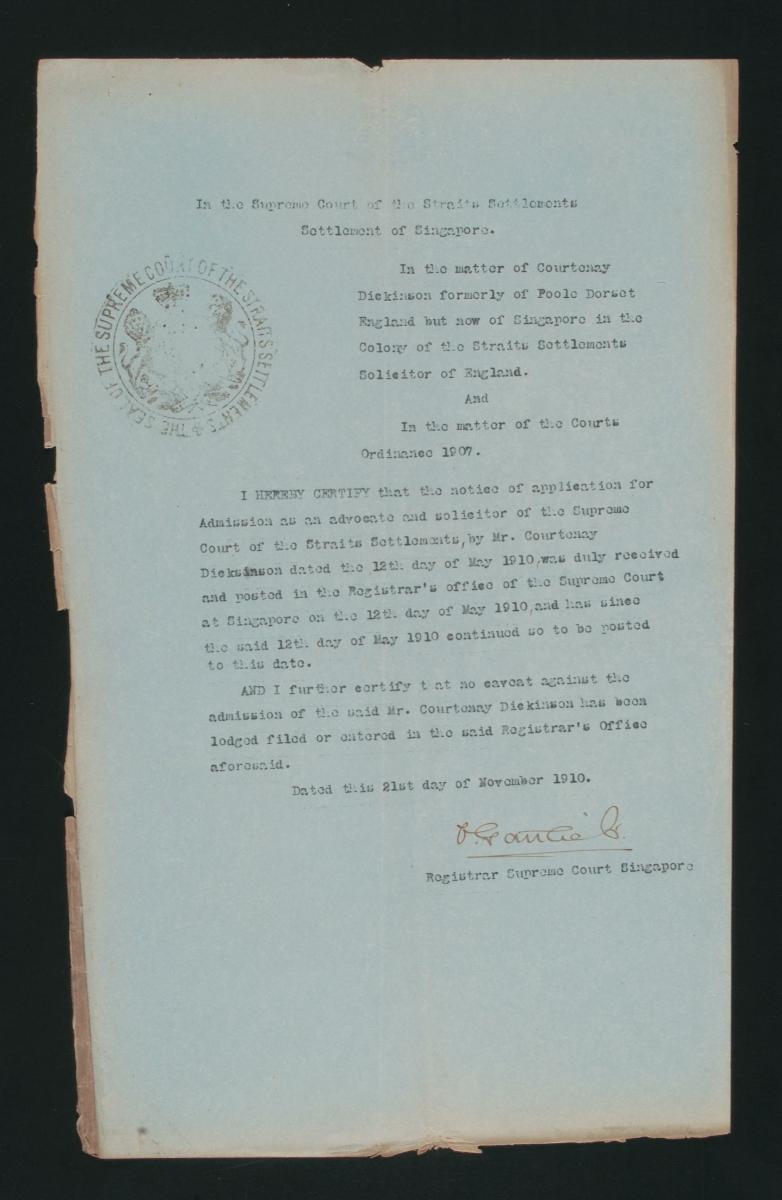 In the Supreme Court of the Straits Settlements
Settlement of Singapore.
THE SEAL OF THE SUPREME COURT OF THE STRAITS SETTLEMENTS
In the matter of Courtenay
Dickinson formerly of Poole Dorset
England but now of Singapore in the
Colony of the Straits Settlements
Solicitor of England.
And
In the matter of the Courts
Ordinance 1907.
I HEREBY CERTIFY that the notice of application for
Admission as an advocate and solicitor of the Supreme
Court of the Straits Settlements, by Mr. Courtenay
Dicksinson dated the 12th day of May 1910, was duly received
and posted in the Registrar's office of the Supreme Court
at Singapore on the 12th day of May 1910, and has since
the said 12th day of May 1910 continued so to be posted
to this date.
AND I further certify t at no caveat against the
admission of the said Mr. Courtenay Dickinson has been
lodged filed or entered in the said Registrar's Office
aforesaid.
Dated this 21st day of November 1910.
Registrar Supreme Court Singapore